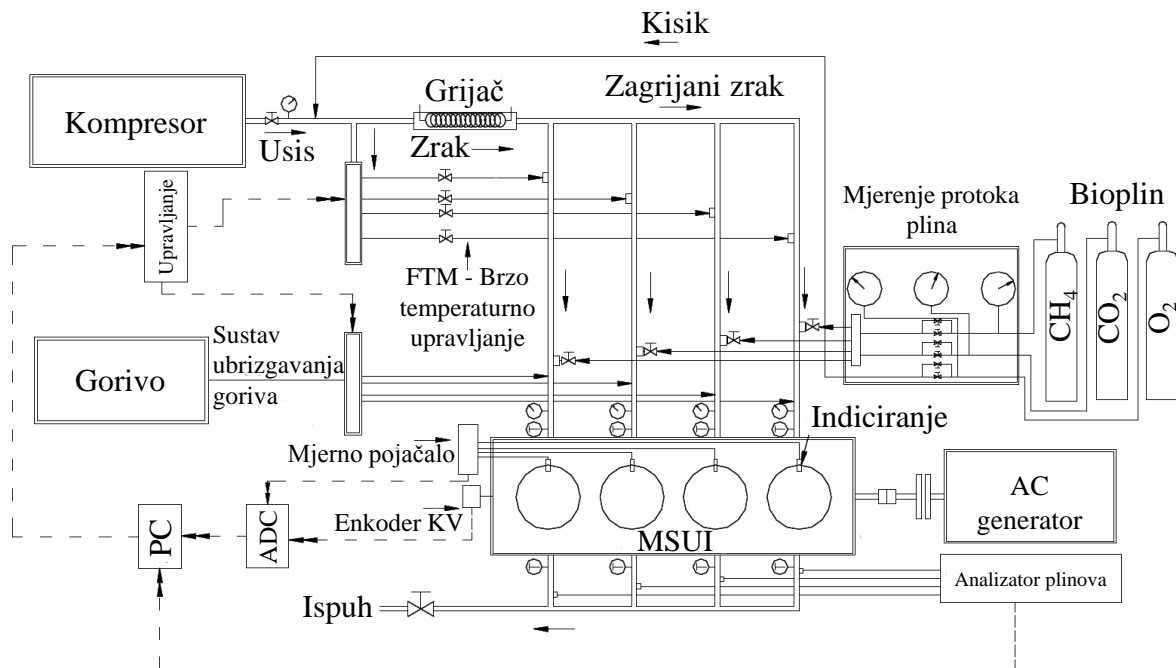 Kisik
Kompresor
Usis
Grijač
Zrak
Zagrijani zrak
Upravljanje
FTM - Brzo
temperaturno
upravljanje
Mjerenje protoka
plina
Bioplin
CH4
CO2
O2
Gorivo
Sustav
ubrizgavanja
goriva
Indiciranje
Mjerno pojačalo
Enkoder KV
MSUI
AC
generator
PC
ADC
Analizator plinova
Ispuh